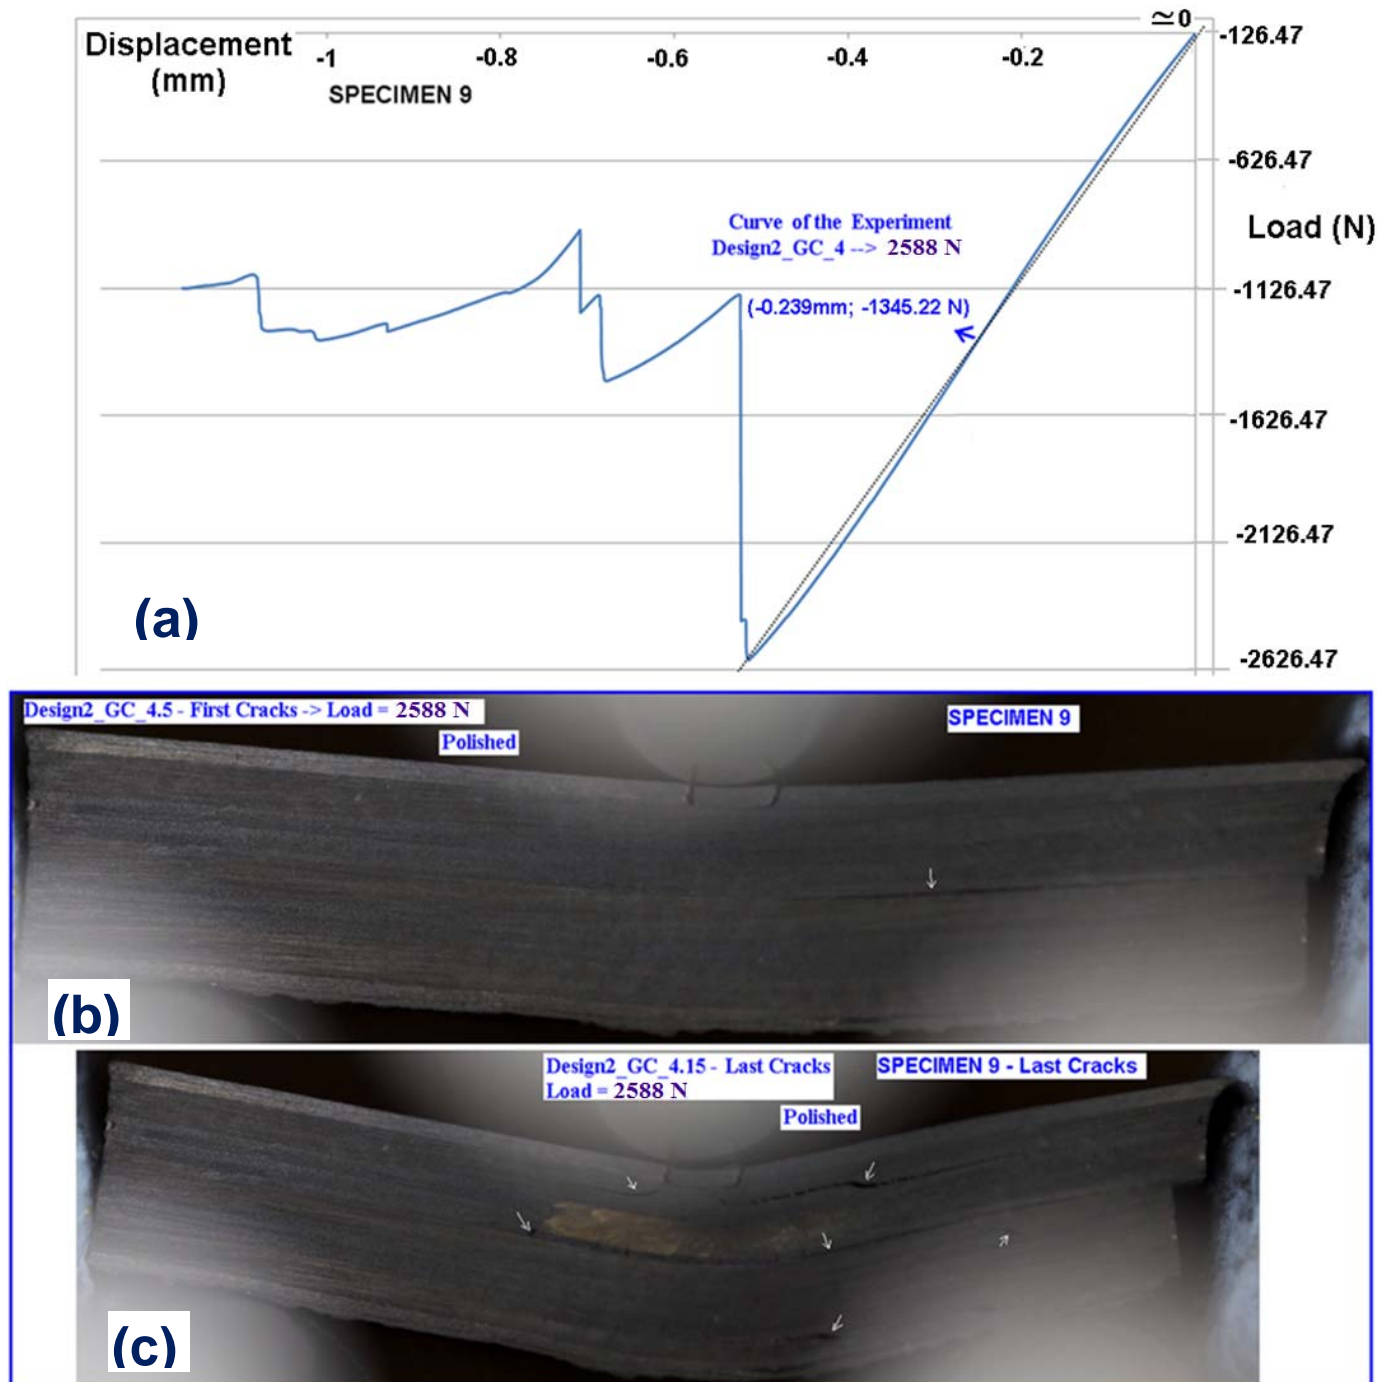 ≃0
Displacement
(mm)
-1
-0.8
-0.6
-0.4
-0.2
-126.47
SPECIMEN 9
-626.47
Curve of the Experiment
Design2_GC_4 --> 2588 N
Load (N)
-1126.47
(-0.239mm; -1345.22 N)
-1626.47
-2126.47
(a)
-2626.47
Design2_GC_4.5 - First Cracks -> Load = 2588 N
SPECIMEN 9
Polished
(b)
Design2_GC_4.15 - Last Cracks
Load = 2588 N
SPECIMEN 9 - Last Cracks
Polished
(c)